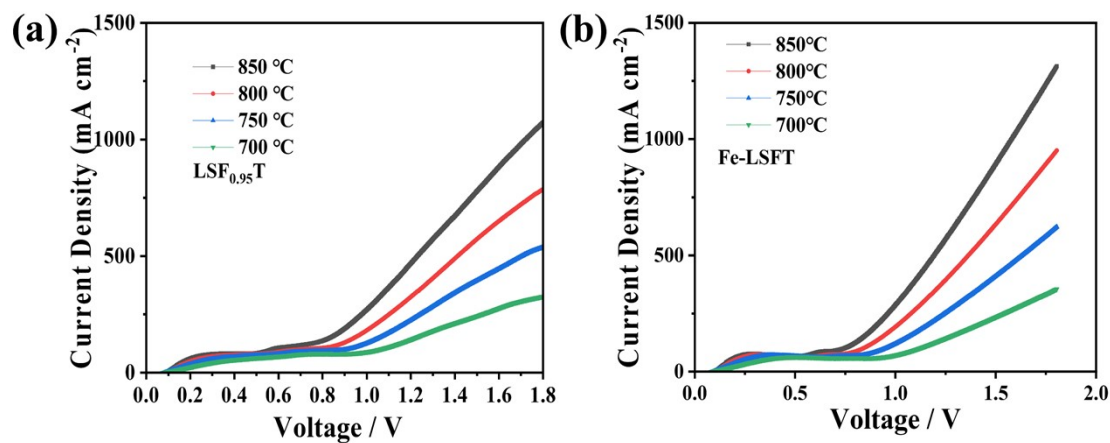 (a)
1500
1000
500
0
Current Density (mA cm⁻²)
850 ℃
800 ℃
750 ℃
700 ℃
LSF₀.₉₅T
0.0 0.2 0.4 0.6 0.8 1.0 1.2 1.4 1.6 1.8
Voltage / V
(b)
1500
1000
500
0
Current Density (mA cm⁻²)
850℃
800℃
750℃
700℃
Fe-LSFT
0.0 0.5 1.0 1.5 2.0
Voltage / V